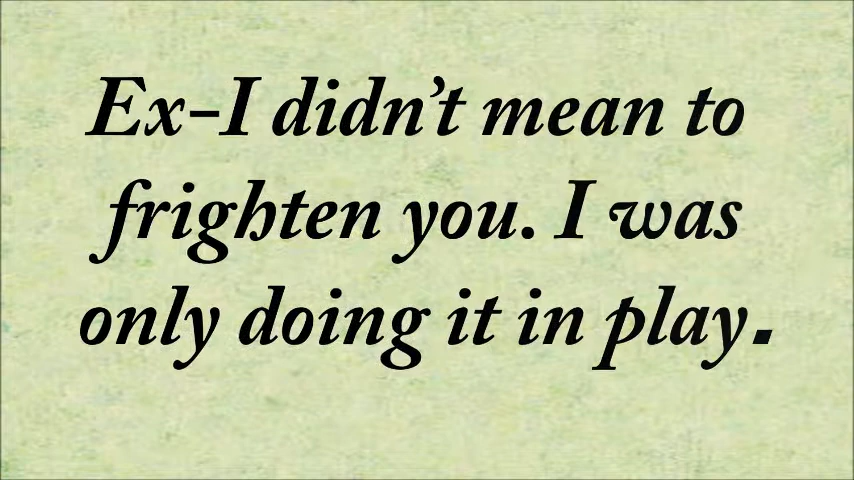 Ex-I didn’t mean to
frighten you. I was
only doing it in play.